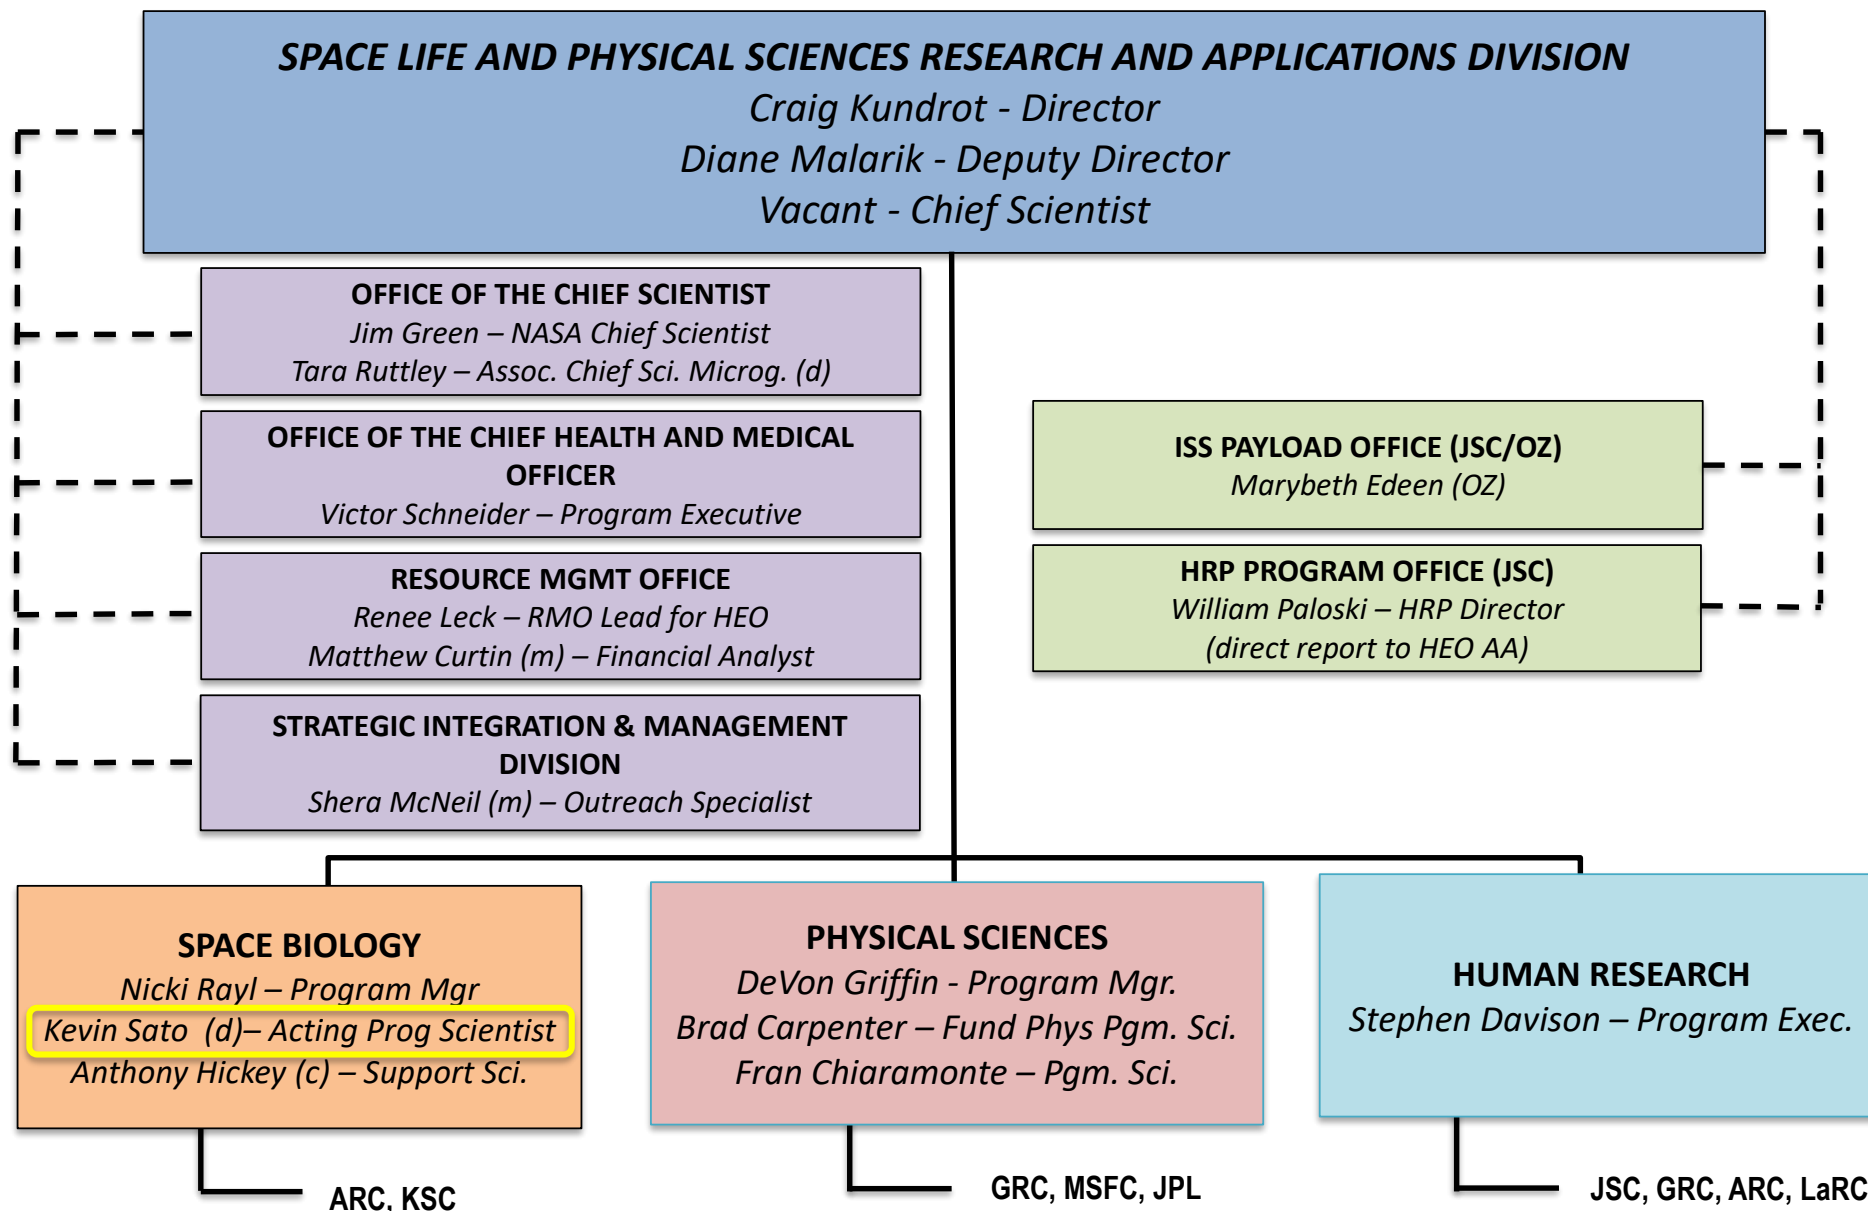 SPACE LIFE AND PHYSICAL SCIENCES RESEARCH AND APPLICATIONS DIVISION
Craig Kundrot - Director
Diane Malarik - Deputy Director
Vacant - Chief Scientist
OFFICE OF THE CHIEF SCIENTIST
Jim Green – NASA Chief Scientist
Tara Ruttley – Assoc. Chief Sci. Microg. (d)
OFFICE OF THE CHIEF HEALTH AND MEDICAL
OFFICER
Victor Schneider – Program Executive
RESOURCE MGMT OFFICE
Renee Leck – RMO Lead for HEO
Matthew Curtin (m) – Financial Analyst
STRATEGIC INTEGRATION & MANAGEMENT
DIVISION
Shera McNeil (m) – Outreach Specialist
ISS PAYLOAD OFFICE (JSC/OZ)
Marybeth Edeen (OZ)
HRP PROGRAM OFFICE (JSC)
William Paloski – HRP Director
(direct report to HEO AA)
SPACE BIOLOGY
Nicki Rayl – Program Mgr
Kevin Sato  (d)– Acting Prog Scientist
Anthony Hickey (c) – Support Sci.
ARC, KSC
PHYSICAL SCIENCES
DeVon Griffin - Program Mgr.
Brad Carpenter – Fund Phys Pgm. Sci.
Fran Chiaramonte – Pgm. Sci.
GRC, MSFC, JPL
HUMAN RESEARCH
Stephen Davison – Program Exec.
JSC, GRC, ARC, LaRC